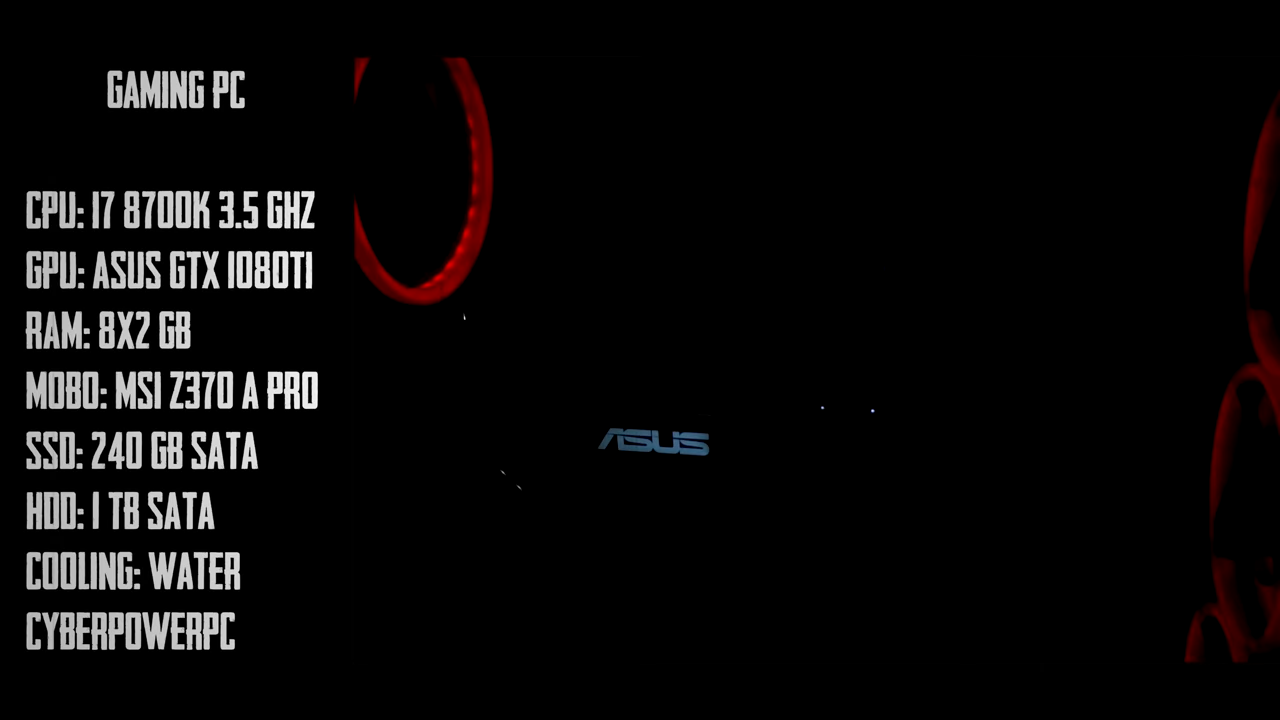 GAMING PC
CPU: I7 8700K 3.5 GHZ
GPU: ASUS GTX 1080TI
RAM: 8X2 GB
MOBO: MSI Z370 A PRO
SSD: 240 GB SATA
HDD: 1 TB SATA
COOLING: WATER
CYBERPOWERPC
ASUS